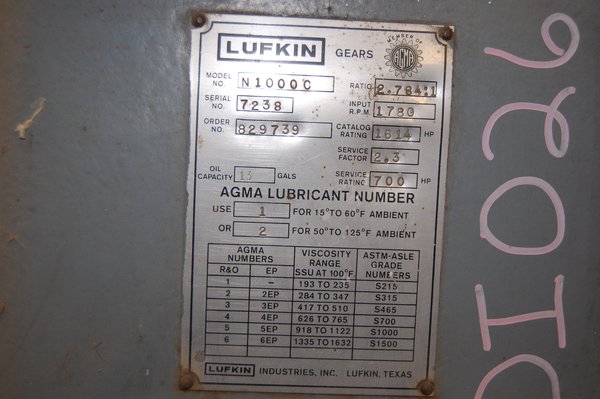 LUFKIN GEARS
MEMBER OF
AGMA
MODEL NO. N1000C
RATIO 2.784:1
SERIAL NO. 7238
INPUT R.P.M. 1780
ORDER NO. 829739
CATALOG RATING 1614 HP
SERVICE FACTOR 2.3
OIL CAPACITY 13 GALS
SERVICE RATING 700 HP
AGMA LUBRICANT NUMBER
USE 1 FOR 15° TO 60°F AMBIENT
OR 2 FOR 50° TO 125°F AMBIENT
AGMA NUMBERS VISCOSITY RANGE SSU AT 100°F ASTM-ASLE GRADE NUMBERS
R&O EP
1 – 193 TO 235 S215
2 2EP 284 TO 347 S315
3 3EP 417 TO 510 S465
4 4EP 626 TO 765 S700
5 5EP 918 TO 1122 S1000
6 6EP 1335 TO 1632 S1500
LUFKIN INDUSTRIES, INC. LUFKIN, TEXAS
DI026